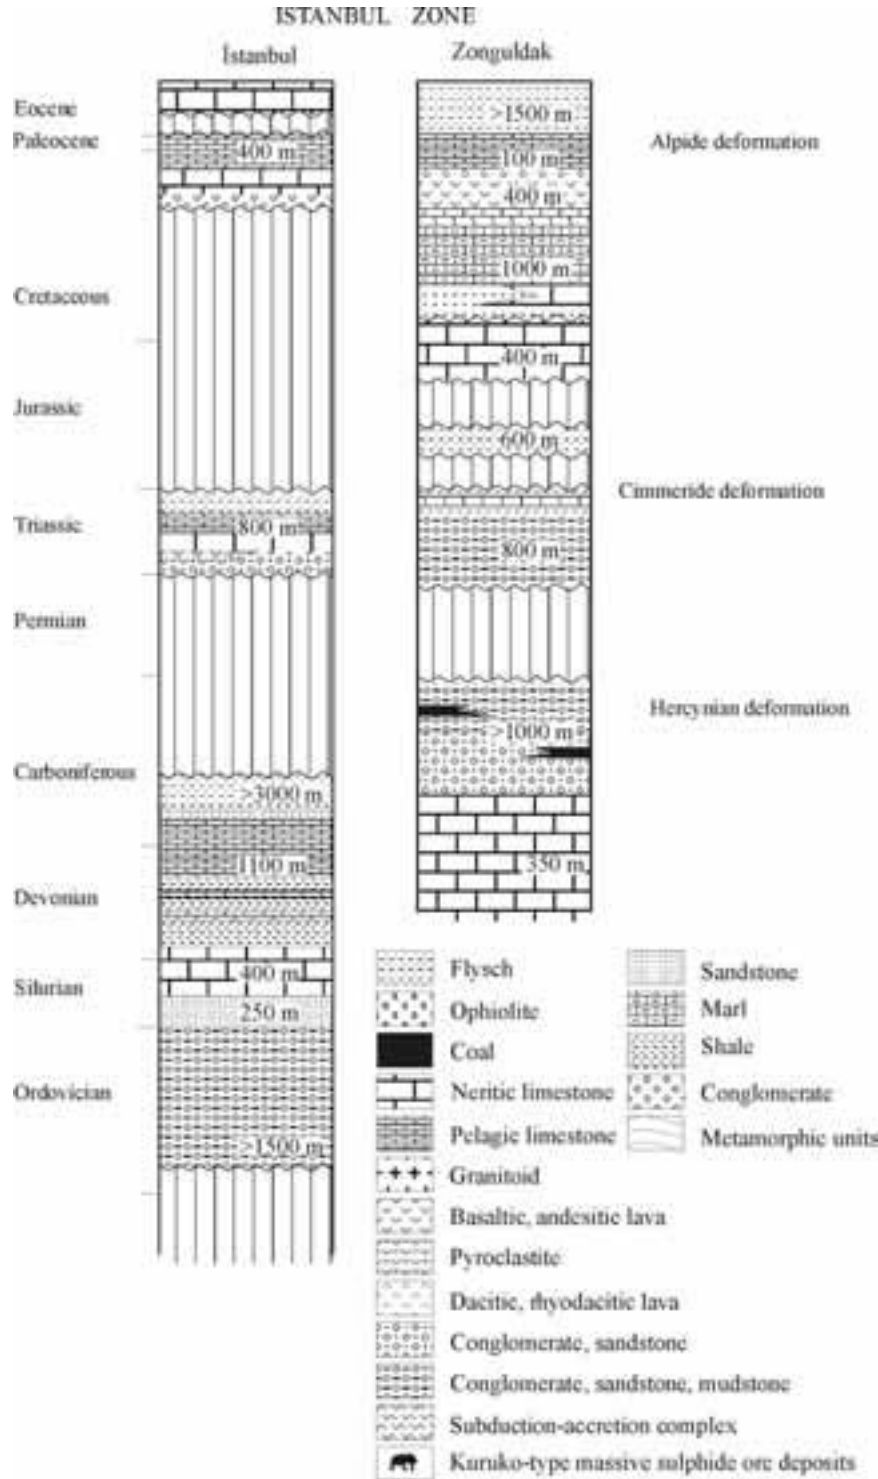 ISTANBUL ZONE
İstanbul
Zonguldak
Eocene
Paleocene
Cretaceous
Jurassic
Triassic
Permian
Carboniferous
Devonian
Silurian
Ordovician
400 m
800 m
>3000 m
1100 m
400 m
250 m
>1500 m
>1500 m
100 m
400 m
1000 m
400 m
600 m
800 m
>1000 m
350 m
Alpide deformation
Cimmeride deformation
Hercynian deformation
Flysch
Ophiolite
Coal
Neritic limestone
Pelagic limestone
Granitoid
Basaltic, andesitic lava
Pyroclastite
Dacitic, rhyodacitic lava
Conglomerate, sandstone
Conglomerate, sandstone, mudstone
Subduction-accretion complex
Kuruko-type massive sulphide ore deposits
Sandstone
Marl
Shale
Conglomerate
Metamorphic units